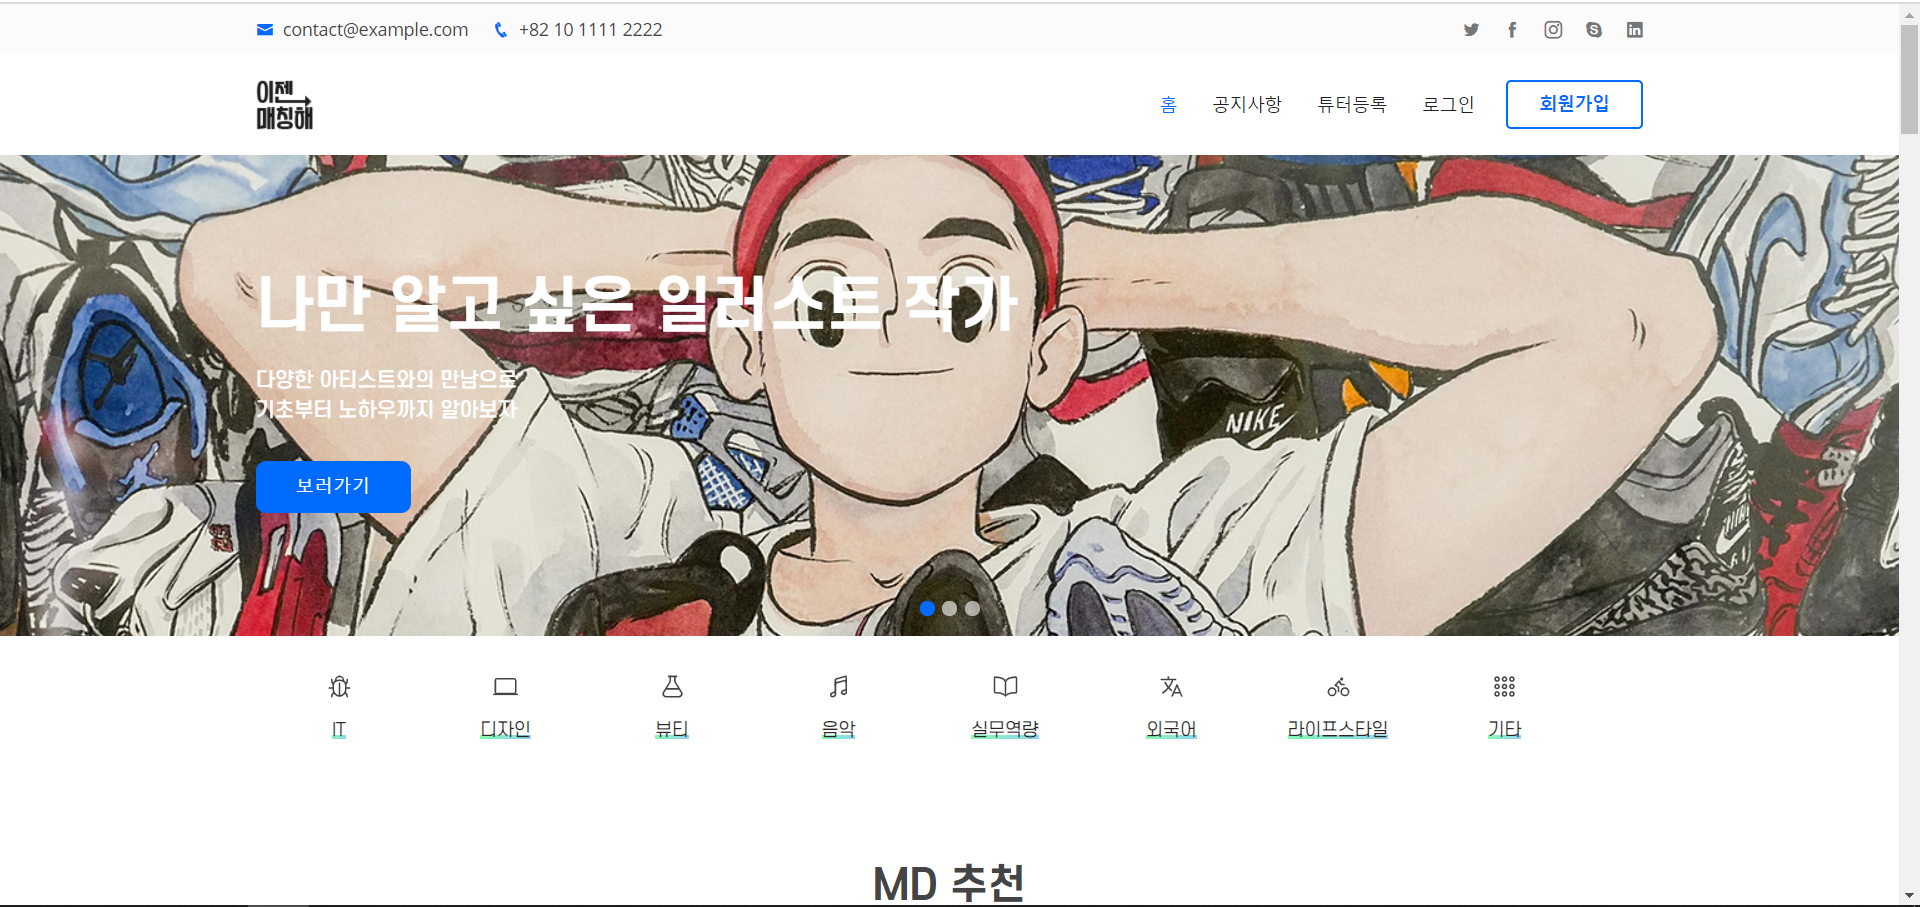 contact@example.com +82 10 1111 2222
이젠
매칭해
홈 공지사항 튜터등록 로그인 회원가입
나만 알고 싶은 일러스트 작가
다양한 아티스트와의 만남으로
기초부터 노하우까지 알아보자
보러가기
NIKE
NIKE
IT 디자인 뷰티 음악 실무역량 외국어 라이프스타일 기타
MD 추천